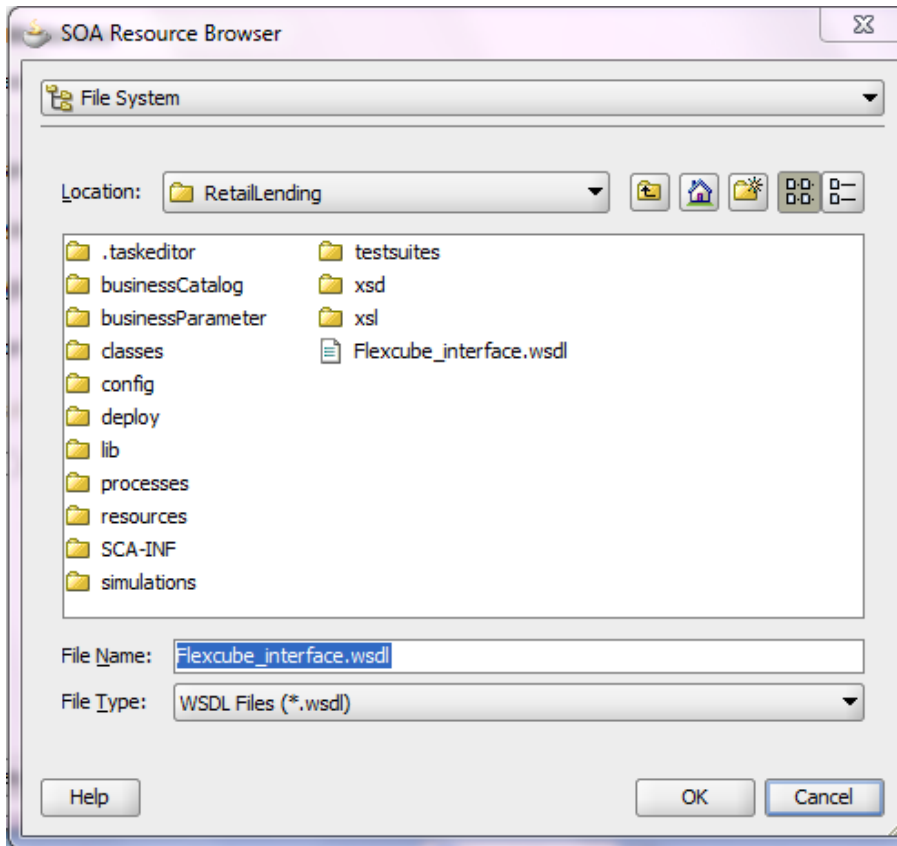 SOA Resource Browser
File System
Location: RetailLending
.taskeditor
businessCatalog
businessParameter
classes
config
deploy
lib
processes
resources
SCA-INF
simulations
testsuites
xsd
xsl
Flexcube_interface.wsdl
File Name: Flexcube_interface.wsdl
File Type: WSDL Files (*.wsdl)
Help OK Cancel